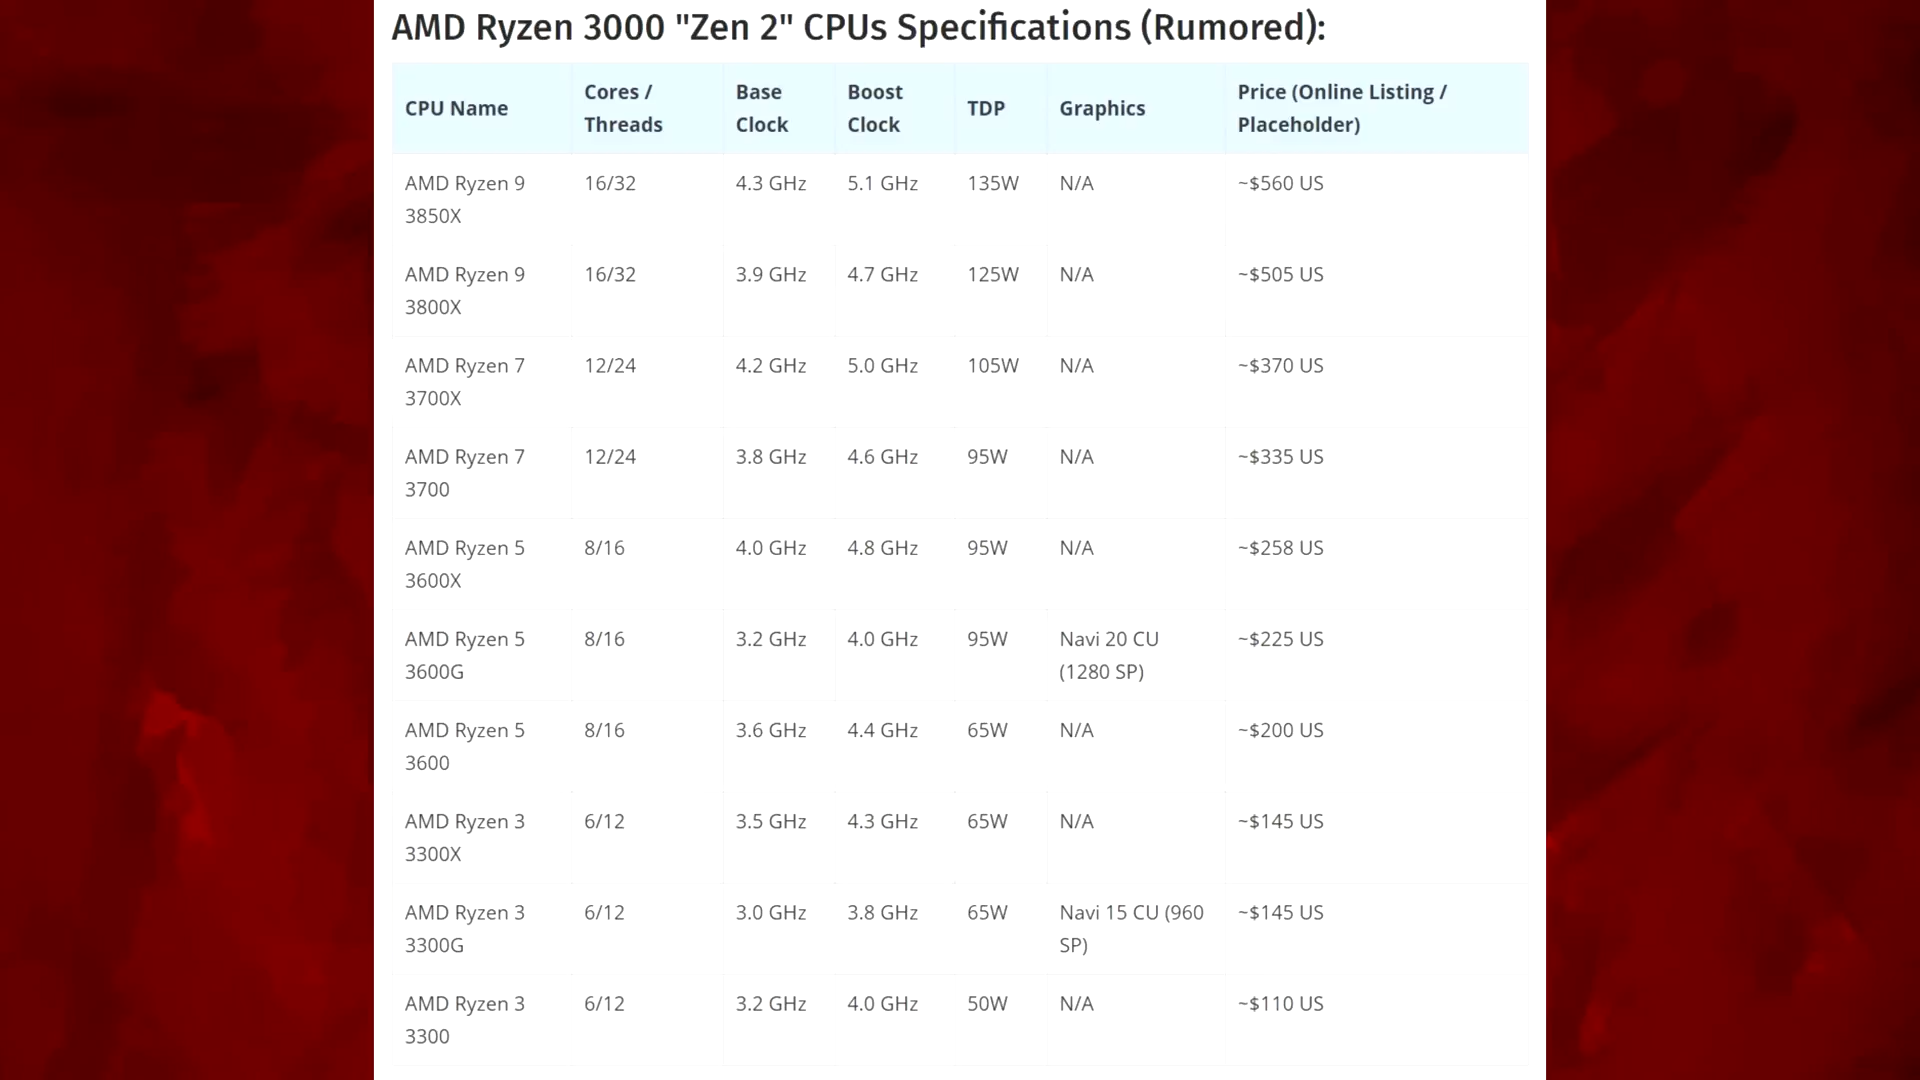 AMD Ryzen 3000 "Zen 2" CPUs Specifications (Rumored):
CPU Name Cores / Threads Base Clock Boost Clock TDP Graphics Price (Online Listing / Placeholder)
AMD Ryzen 9 3850X 16/32 4.3 GHz 5.1 GHz 135W N/A ~$560 US
AMD Ryzen 9 3800X 16/32 3.9 GHz 4.7 GHz 125W N/A ~$505 US
AMD Ryzen 7 3700X 12/24 4.2 GHz 5.0 GHz 105W N/A ~$370 US
AMD Ryzen 7 3700 12/24 3.8 GHz 4.6 GHz 95W N/A ~$335 US
AMD Ryzen 5 3600X 8/16 4.0 GHz 4.8 GHz 95W N/A ~$258 US
AMD Ryzen 5 3600G 8/16 3.2 GHz 4.0 GHz 95W Navi 20 CU (1280 SP) ~$225 US
AMD Ryzen 5 3600 8/16 3.6 GHz 4.4 GHz 65W N/A ~$200 US
AMD Ryzen 3 3300X 6/12 3.5 GHz 4.3 GHz 65W N/A ~$145 US
AMD Ryzen 3 3300G 6/12 3.0 GHz 3.8 GHz 65W Navi 15 CU (960 SP) ~$145 US
AMD Ryzen 3 3300 6/12 3.2 GHz 4.0 GHz 50W N/A ~$110 US